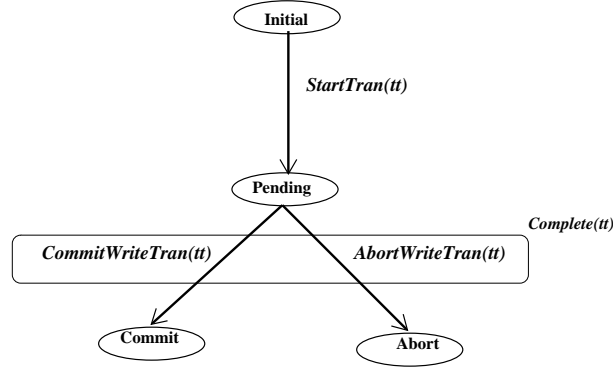 Initial
StartTran(tt)
Pending
Complete(tt)
CommitWriteTran(tt)
AbortWriteTran(tt)
Commit
Abort